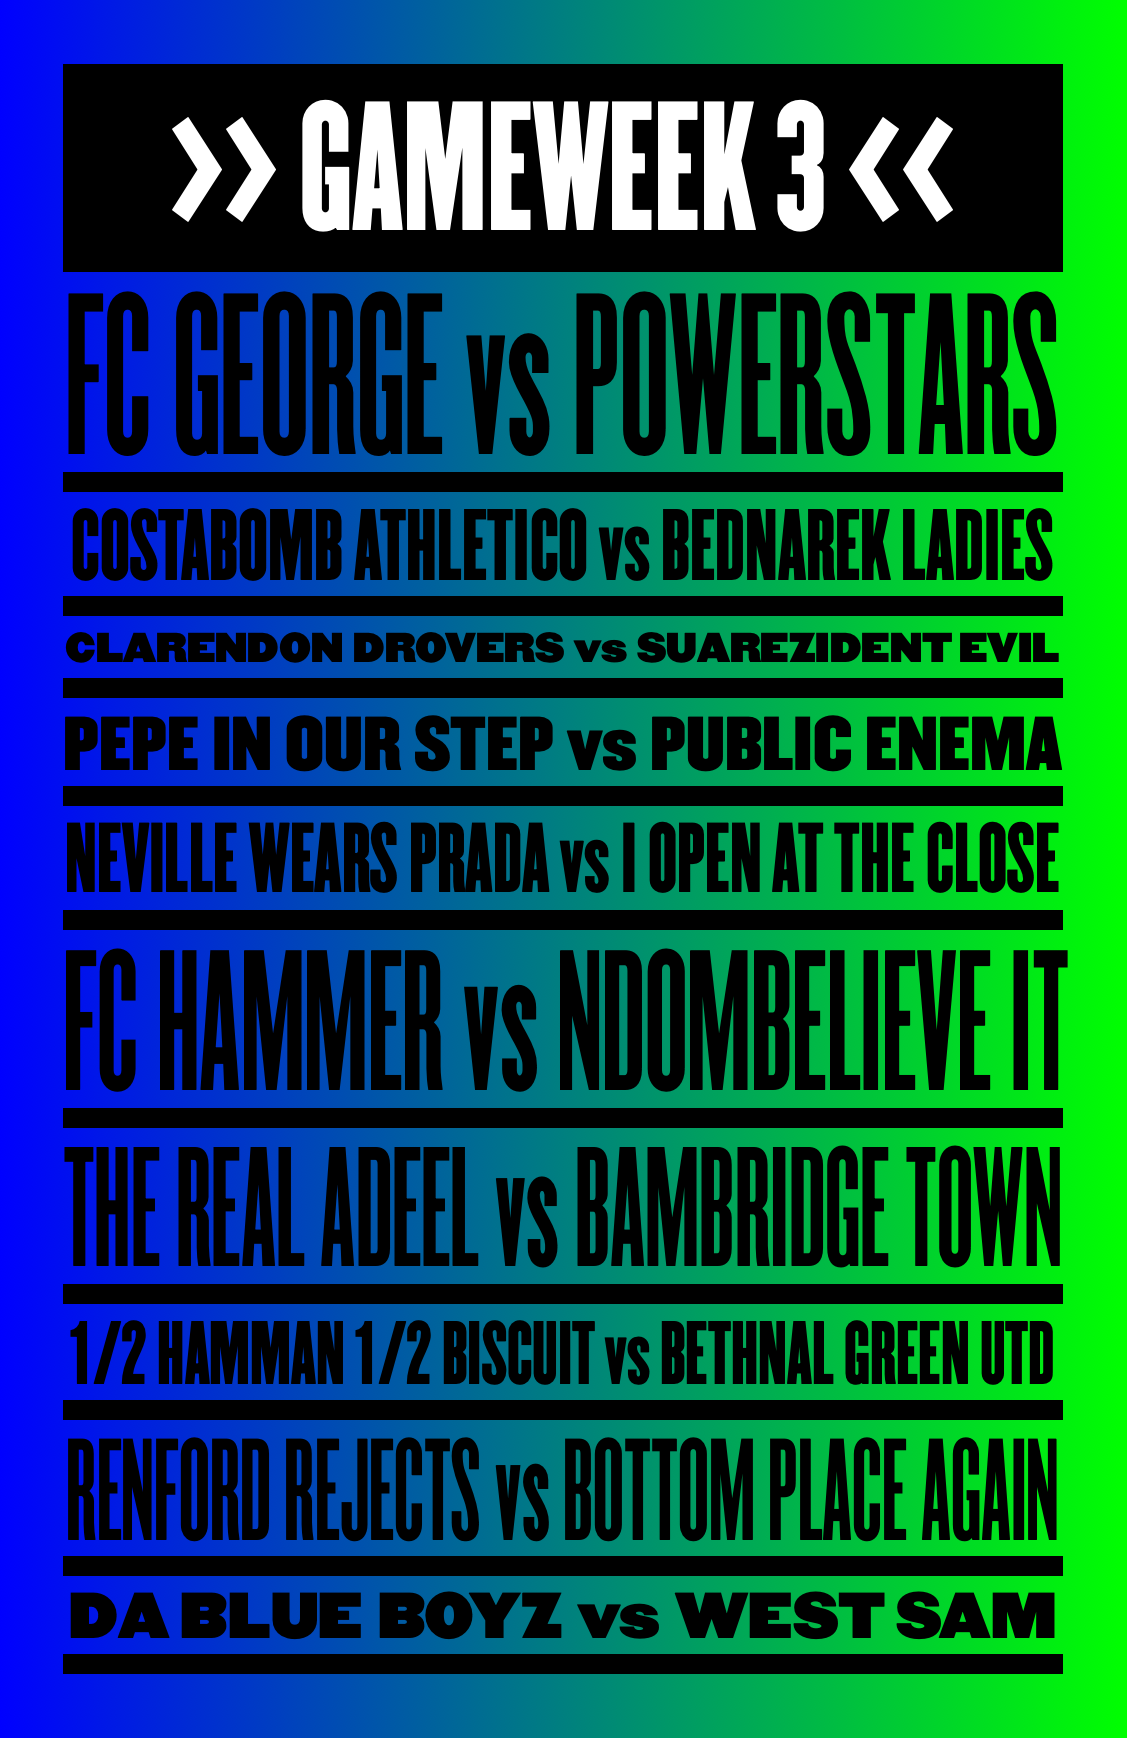 >> GAMEWEEK 3 <<
FC GEORGE vs POWERSTARS
COSTABOMB ATHLETICO vs BEDNAREK LADIES
CLARENDON DROVERS vs SUAREZIDENT EVIL
PEPE IN OUR STEP vs PUBLIC ENEMA
NEVILLE WEARS PRADA vs I OPEN AT THE CLOSE
FC HAMMER vs NDOMBELIEVE IT
THE REAL ADEEL vs BAMBRIDGE TOWN
1/2 HAMMAN 1/2 BISCUIT vs BETHNAL GREEN UTD
RENFORD REJECTS vs BOTTOM PLACE AGAIN
DA BLUE BOYZ vs WEST SAM